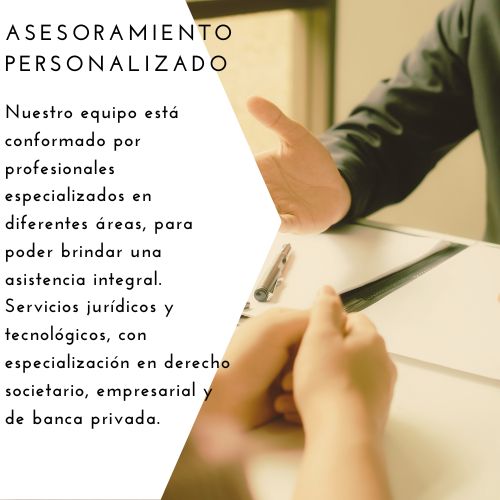 ASESORAMIENTO
PERSONALIZADO
Nuestro equipo está
conformado por
profesionales
especializados en
diferentes áreas, para
poder brindar una
asistencia integral.
Servicios jurídicos y
tecnológicos, con
especialización en derecho
societario, empresarial y
de banca privada.